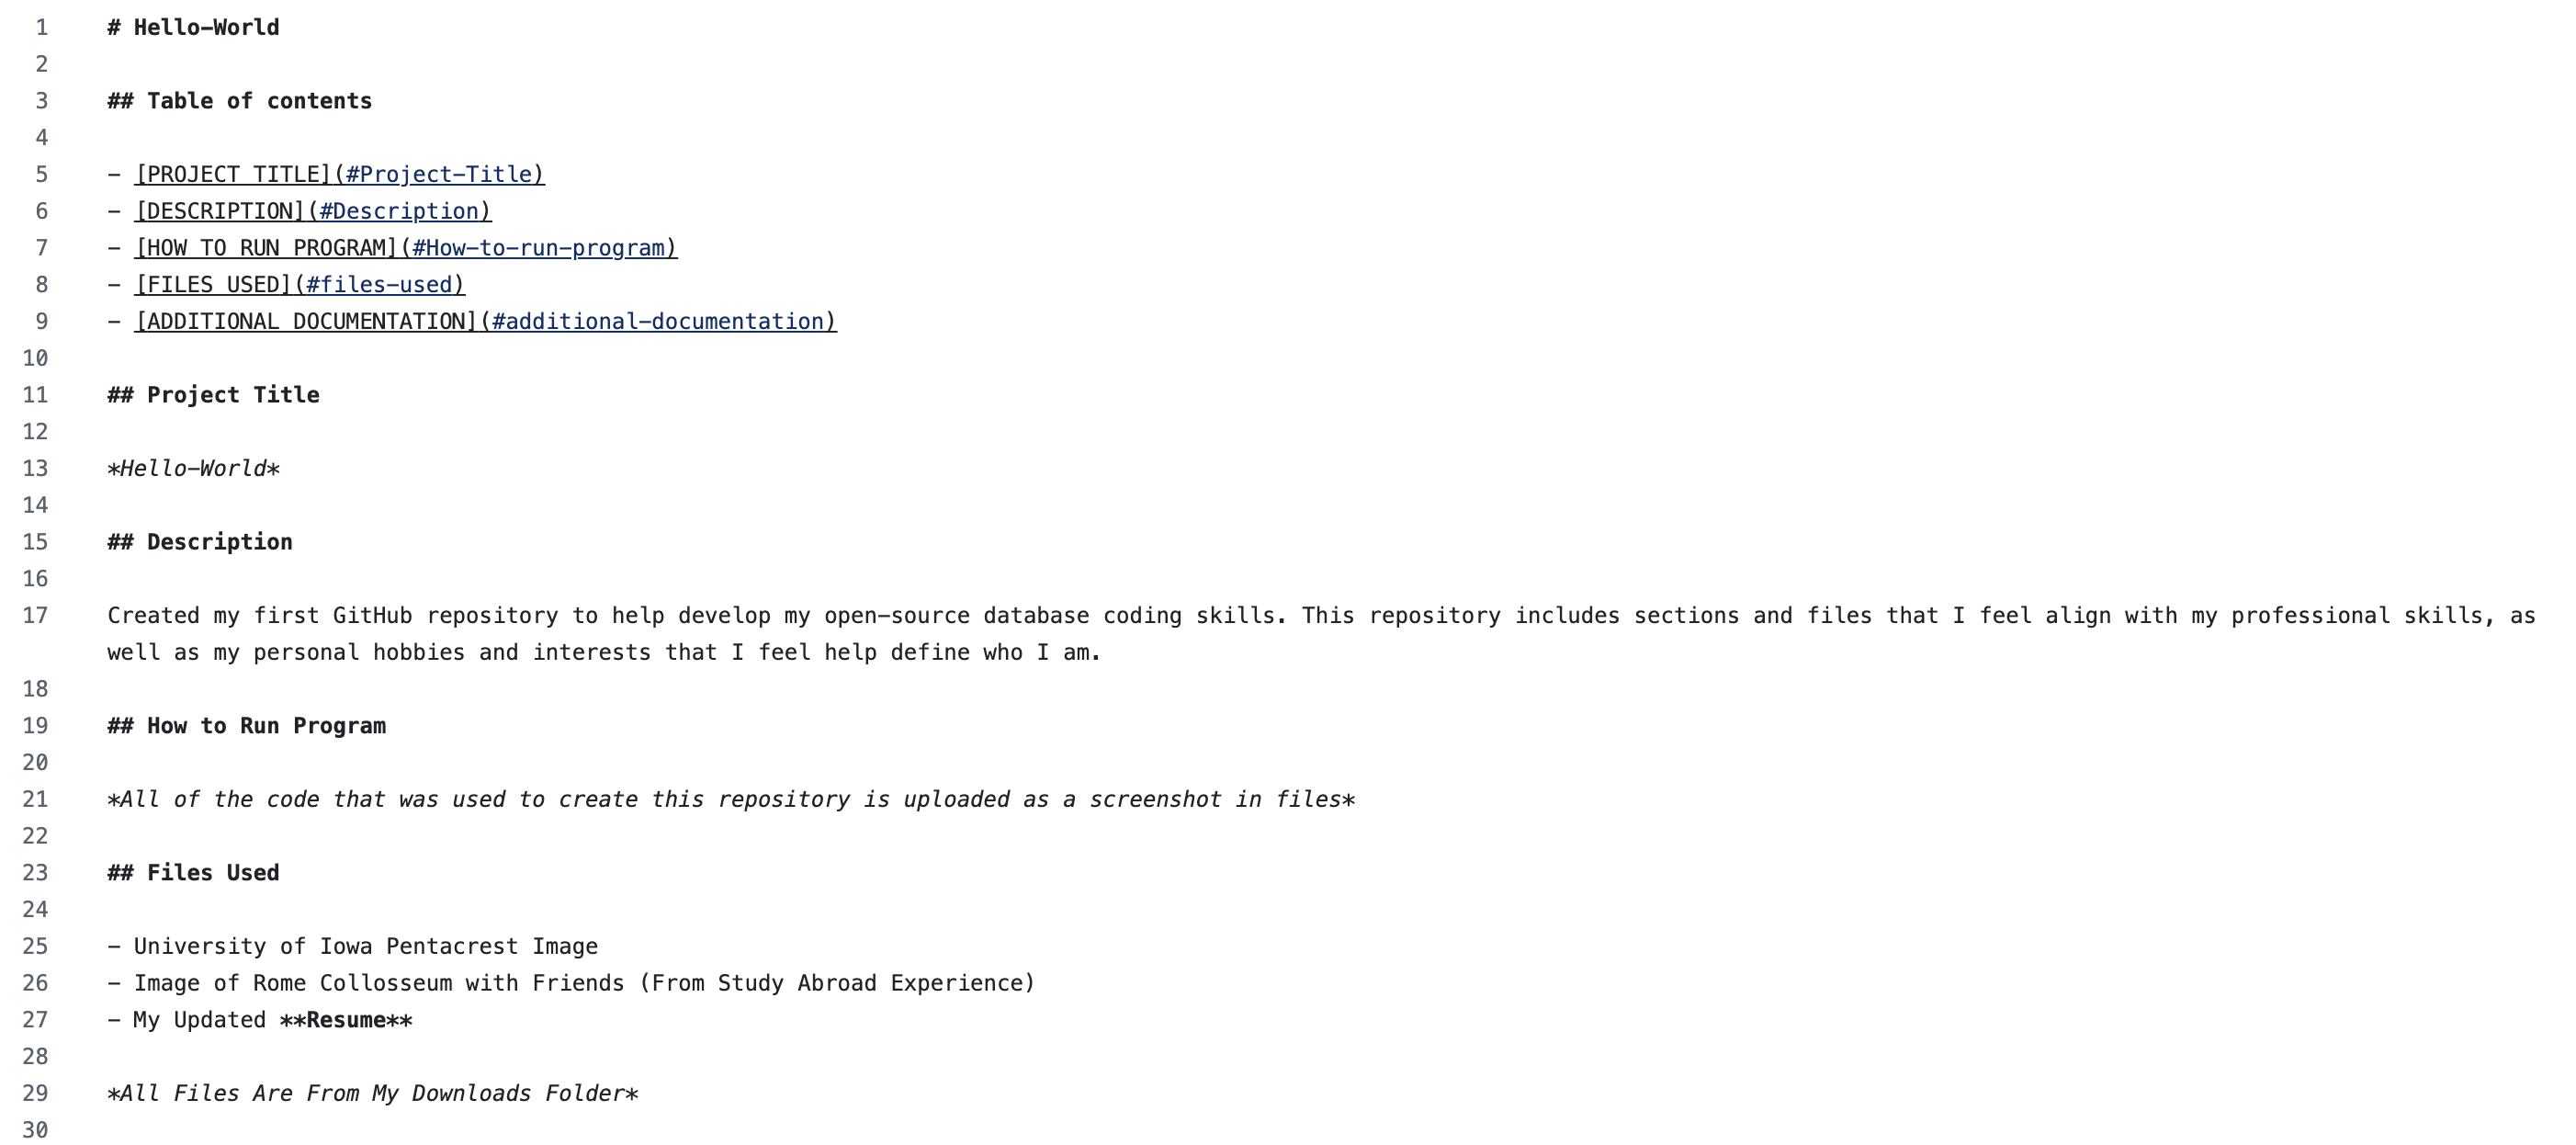 1 # Hello-World
2
3 ## Table of contents
4
5 - [PROJECT TITLE](#Project-Title)
6 - [DESCRIPTION](#Description)
7 - [HOW TO RUN PROGRAM](#How-to-run-program)
8 - [FILES USED](#files-used)
9 - [ADDITIONAL DOCUMENTATION](#additional-documentation)
10
11 ## Project Title
12
13 *Hello-World*
14
15 ## Description
16
17 Created my first GitHub repository to help develop my open-source database coding skills. This repository includes sections and files that I feel align with my professional skills, as
well as my personal hobbies and interests that I feel help define who I am.
18
19 ## How to Run Program
20
21 *All of the code that was used to create this repository is uploaded as a screenshot in files*
22
23 ## Files Used
24
25 - University of Iowa Pentacrest Image
26 - Image of Rome Collosseum with Friends (From Study Abroad Experience)
27 - My Updated **Resume**
28
29 *All Files Are From My Downloads Folder*
30